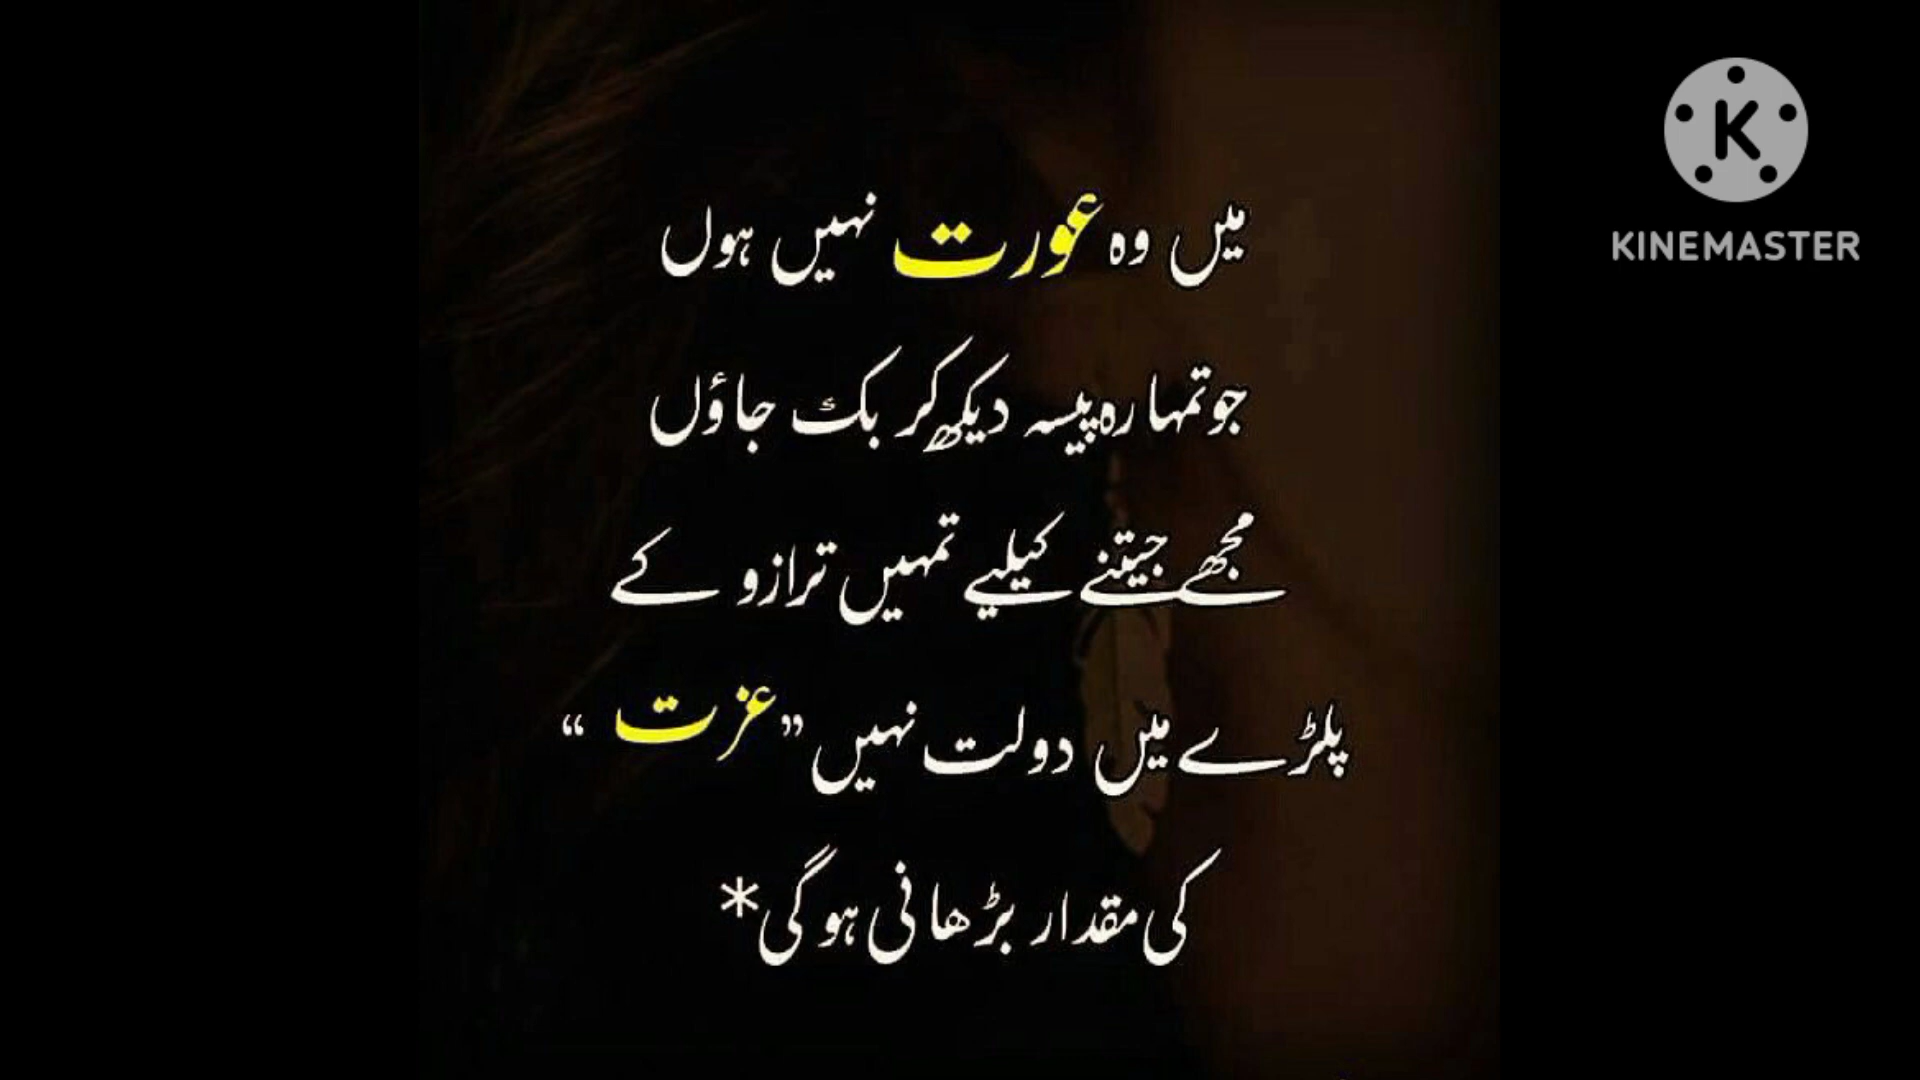 میں وہ عورت نہیں ہوں
جو تمہارہ پیسہ دیکھ کر بک جاؤں
مجھے جیتنے کیلیے تمہیں ترازو کے
پلڑے میں دولت نہیں ”عزت“
کی مقدار بڑھانی ہو گی*
K
KINEMASTER